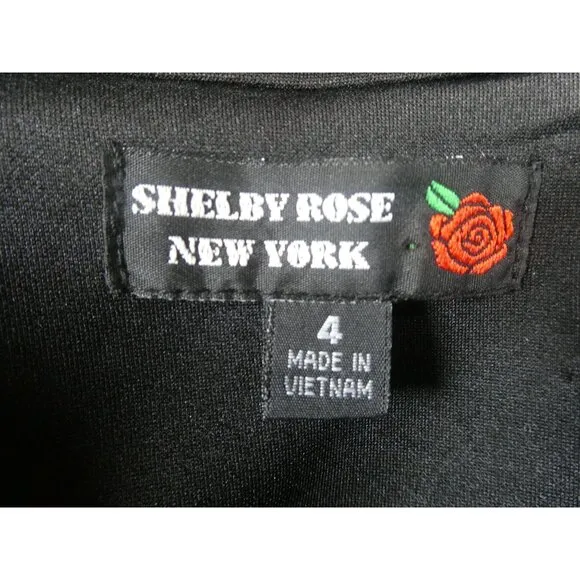 SHELBY ROSE
NEW YORK
4
MADE IN
VIETNAM